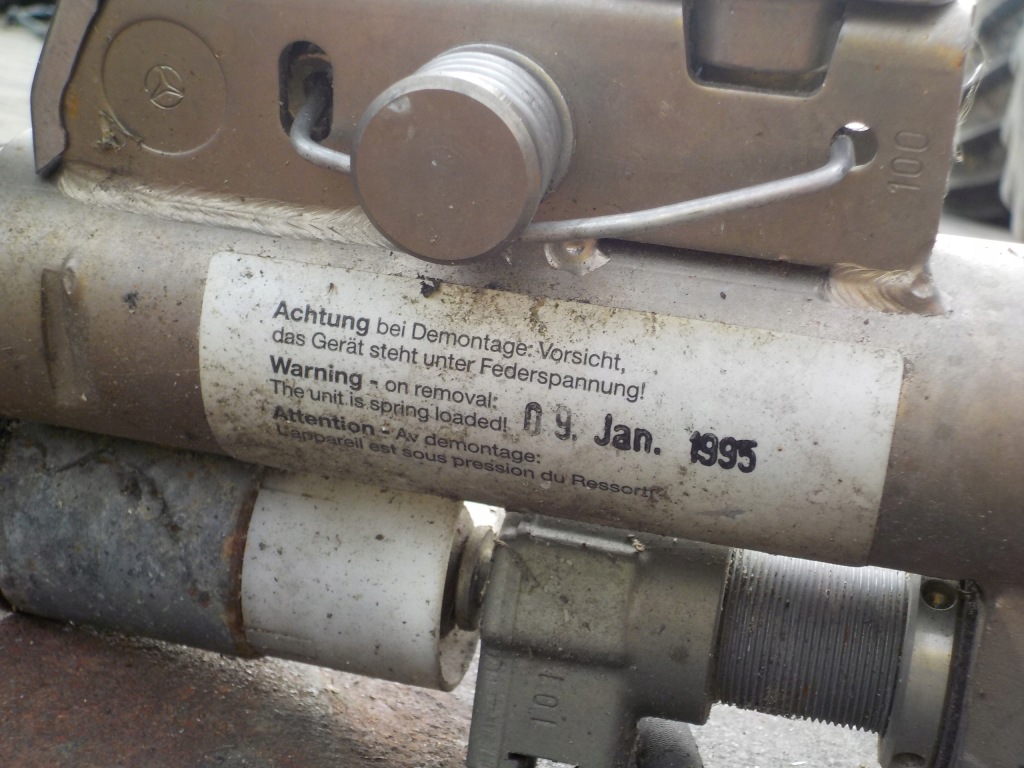 100
Achtung bei Demontage: Vorsicht,
das Gerät steht unter Federspannung!
Warning - on removal:
The unit is spring loaded!
09. Jan. 1995
Attention - Av demontage:
L'appareil est sous pression du Ressort!
101